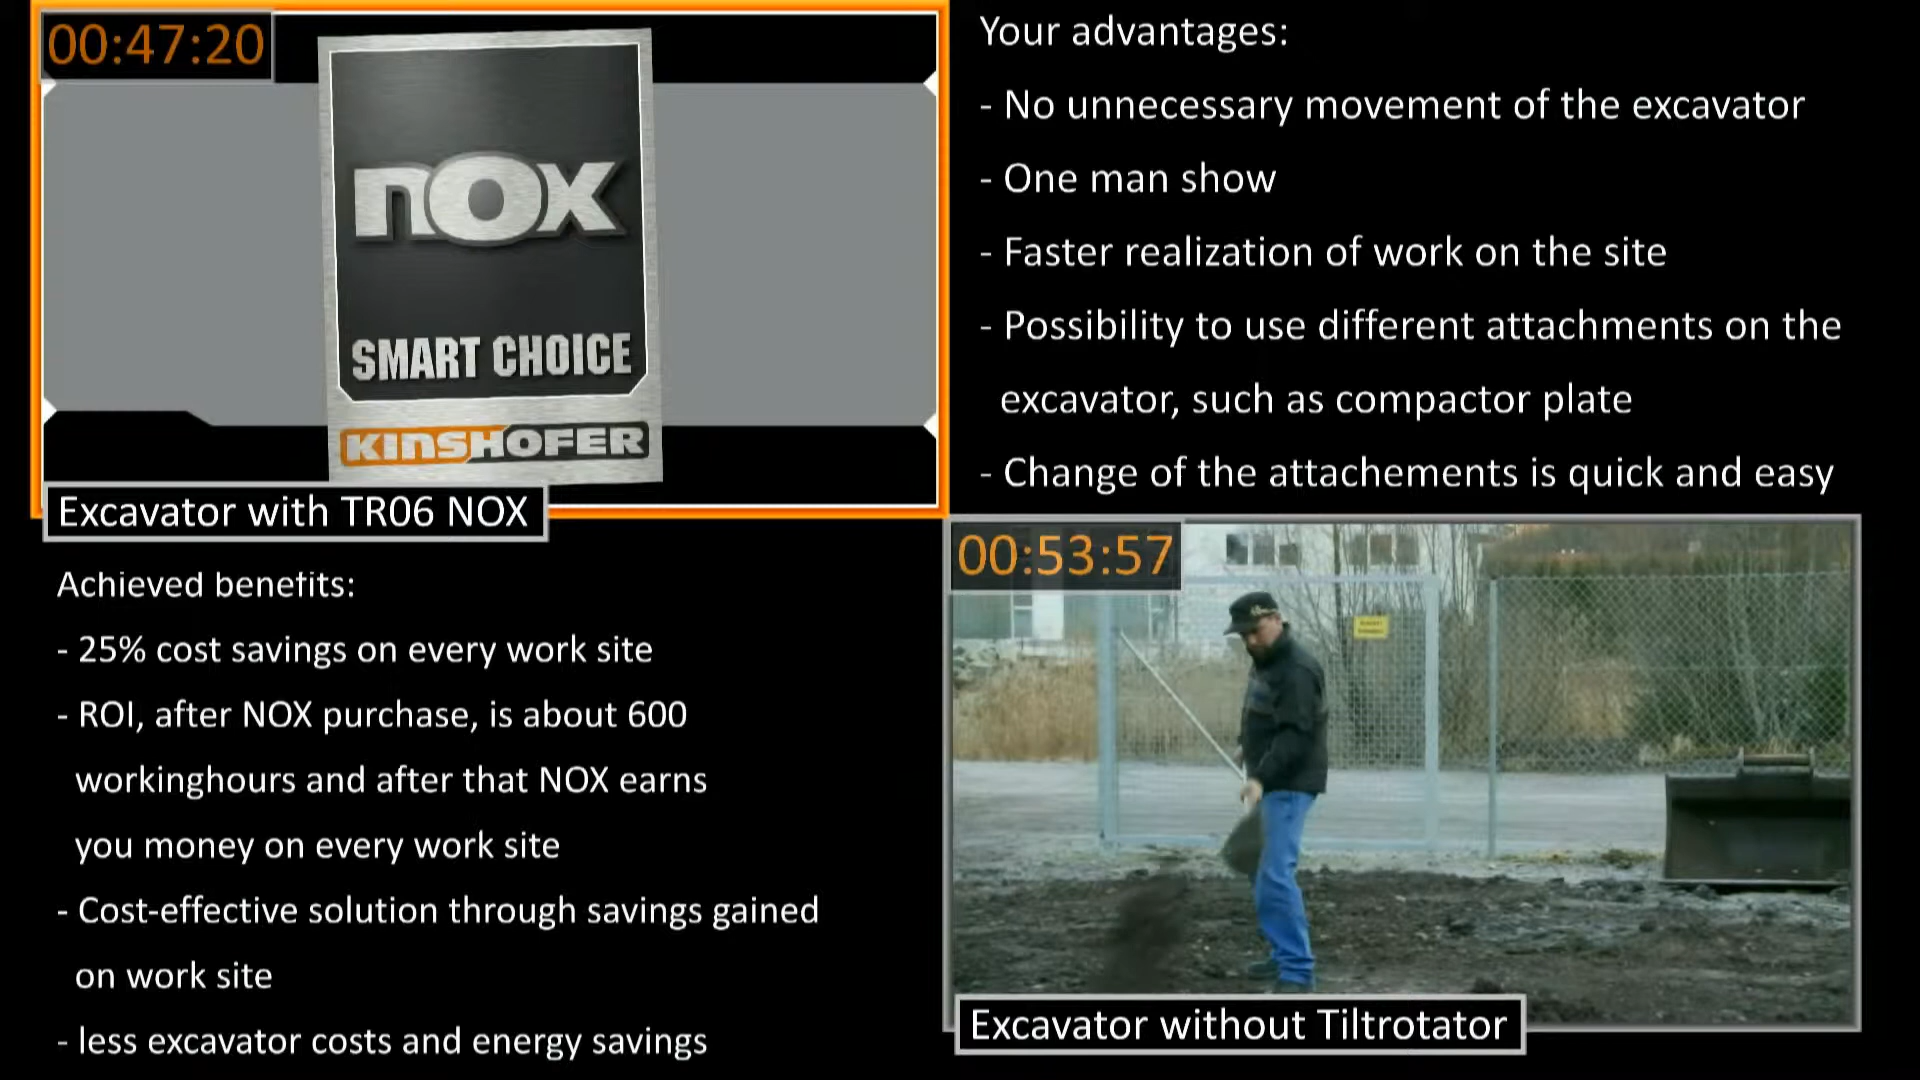 00:47:20
nox
SMART CHOICE
KINSHOFER
Excavator with TR06 NOX
Your advantages:
- No unnecessary movement of the excavator
- One man show
- Faster realization of work on the site
- Possibility to use different attachments on the
excavator, such as compactor plate
- Change of the attachements is quick and easy
Achieved benefits:
- 25% cost savings on every work site
- ROI, after NOX purchase, is about 600
workinghours and after that NOX earns
you money on every work site
- Cost-effective solution through savings gained
on work site
- less excavator costs and energy savings
00:53:57
Excavator without Tiltrotator